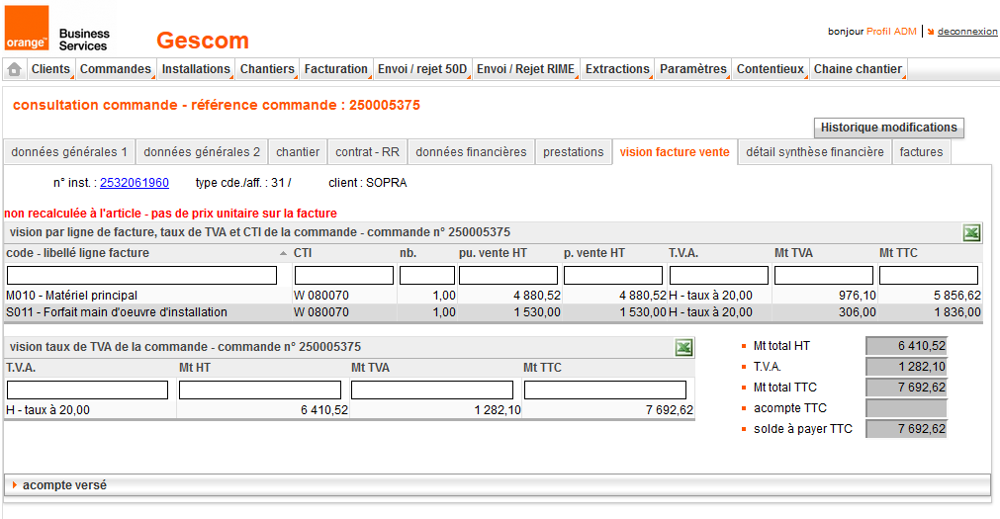 orange™ Business Services
Gescom
bonjour Profil ADM deconnexion
Clients Commandes Installations Chantiers Facturation Envoi / rejet 50D Envoi / Rejet RIME Extractions Paramètres Contentieux Chaine chantier
consultation commande - référence commande : 250005375
Historique modifications
données générales 1 données générales 2 chantier contrat - RR données financières prestations vision facture vente détail synthèse financière factures
n° inst. : 2532061960 type cde./aff. : 31 / client : SOPRA
non recalculée à l'article - pas de prix unitaire sur la facture
vision par ligne de facture, taux de TVA et CTI de la commande - commande n° 250005375
code - libellé ligne facture CTI nb. pu. vente HT p. vente HT T.V.A. Mt TVA Mt TTC
M010 - Matériel principal W 080070 1,00 4 880,52 4 880,52 H - taux à 20,00 976,10 5 856,62
S011 - Forfait main d'oeuvre d'installation W 080070 1,00 1 530,00 1 530,00 H - taux à 20,00 306,00 1 836,00
vision taux de TVA de la commande - commande n° 250005375
T.V.A. Mt HT Mt TVA Mt TTC
H - taux à 20,00 6 410,52 1 282,10 7 692,62
Mt total HT 6 410,52
T.V.A. 1 282,10
Mt total TTC 7 692,62
acompte TTC
solde à payer TTC 7 692,62
acompte versé